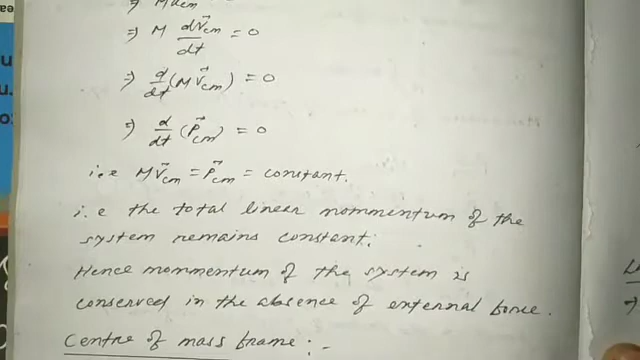 ⇒ M d𝑣⃗cm/dt = 0
⇒ d/dt (M V⃗cm) = 0
⇒ d/dt (P⃗cm) = 0
i.e MV⃗cm = P⃗cm = constant.
i.e the total linear mommentum of the
system remains constant.
Hence mommentum of the system is
conserved in the absence of external force.
Centre of mass frame :-